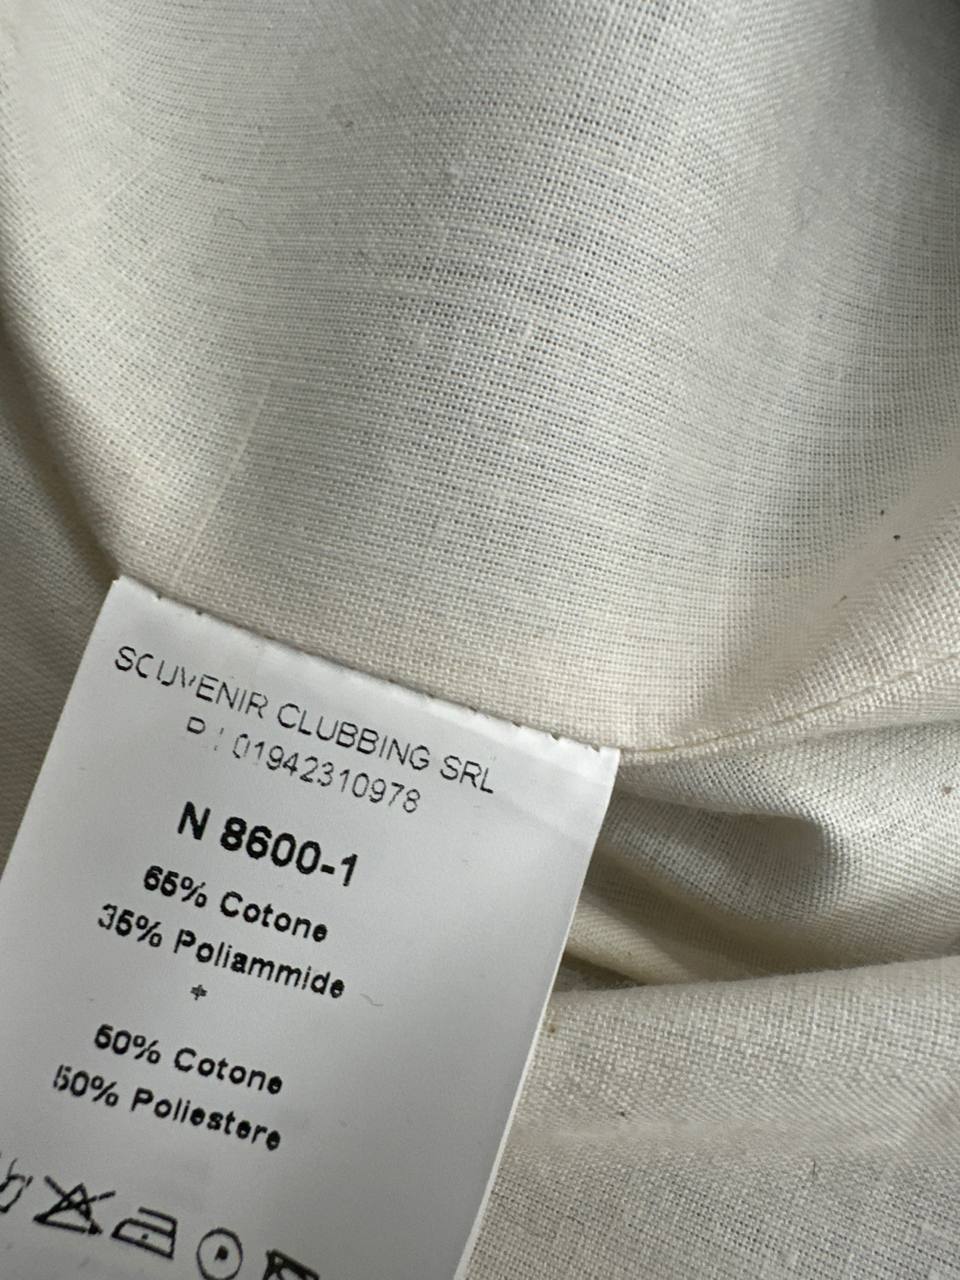 SOUVENIR CLUBBING SRL
P.I 01942310978
N 8600-1
65% Cotone
35% Poliammide
+
50% Cotone
50% Poliestere
P